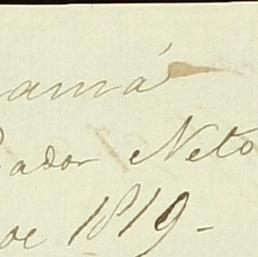 amá
ador Neto
de 1819-